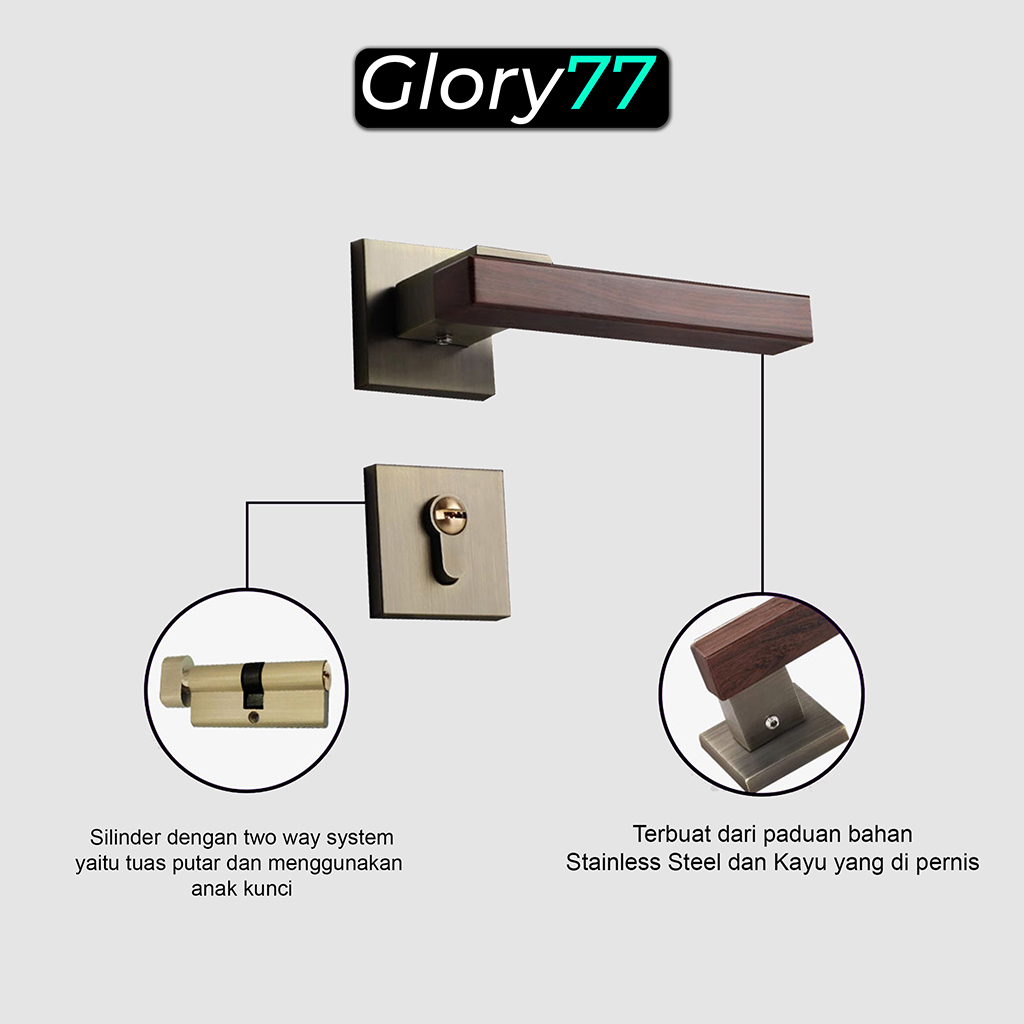 Glory77
Silinder dengan two way system
yaitu tuas putar dan menggunakan
anak kunci
Terbuat dari paduan bahan
Stainless Steel dan Kayu yang di pernis